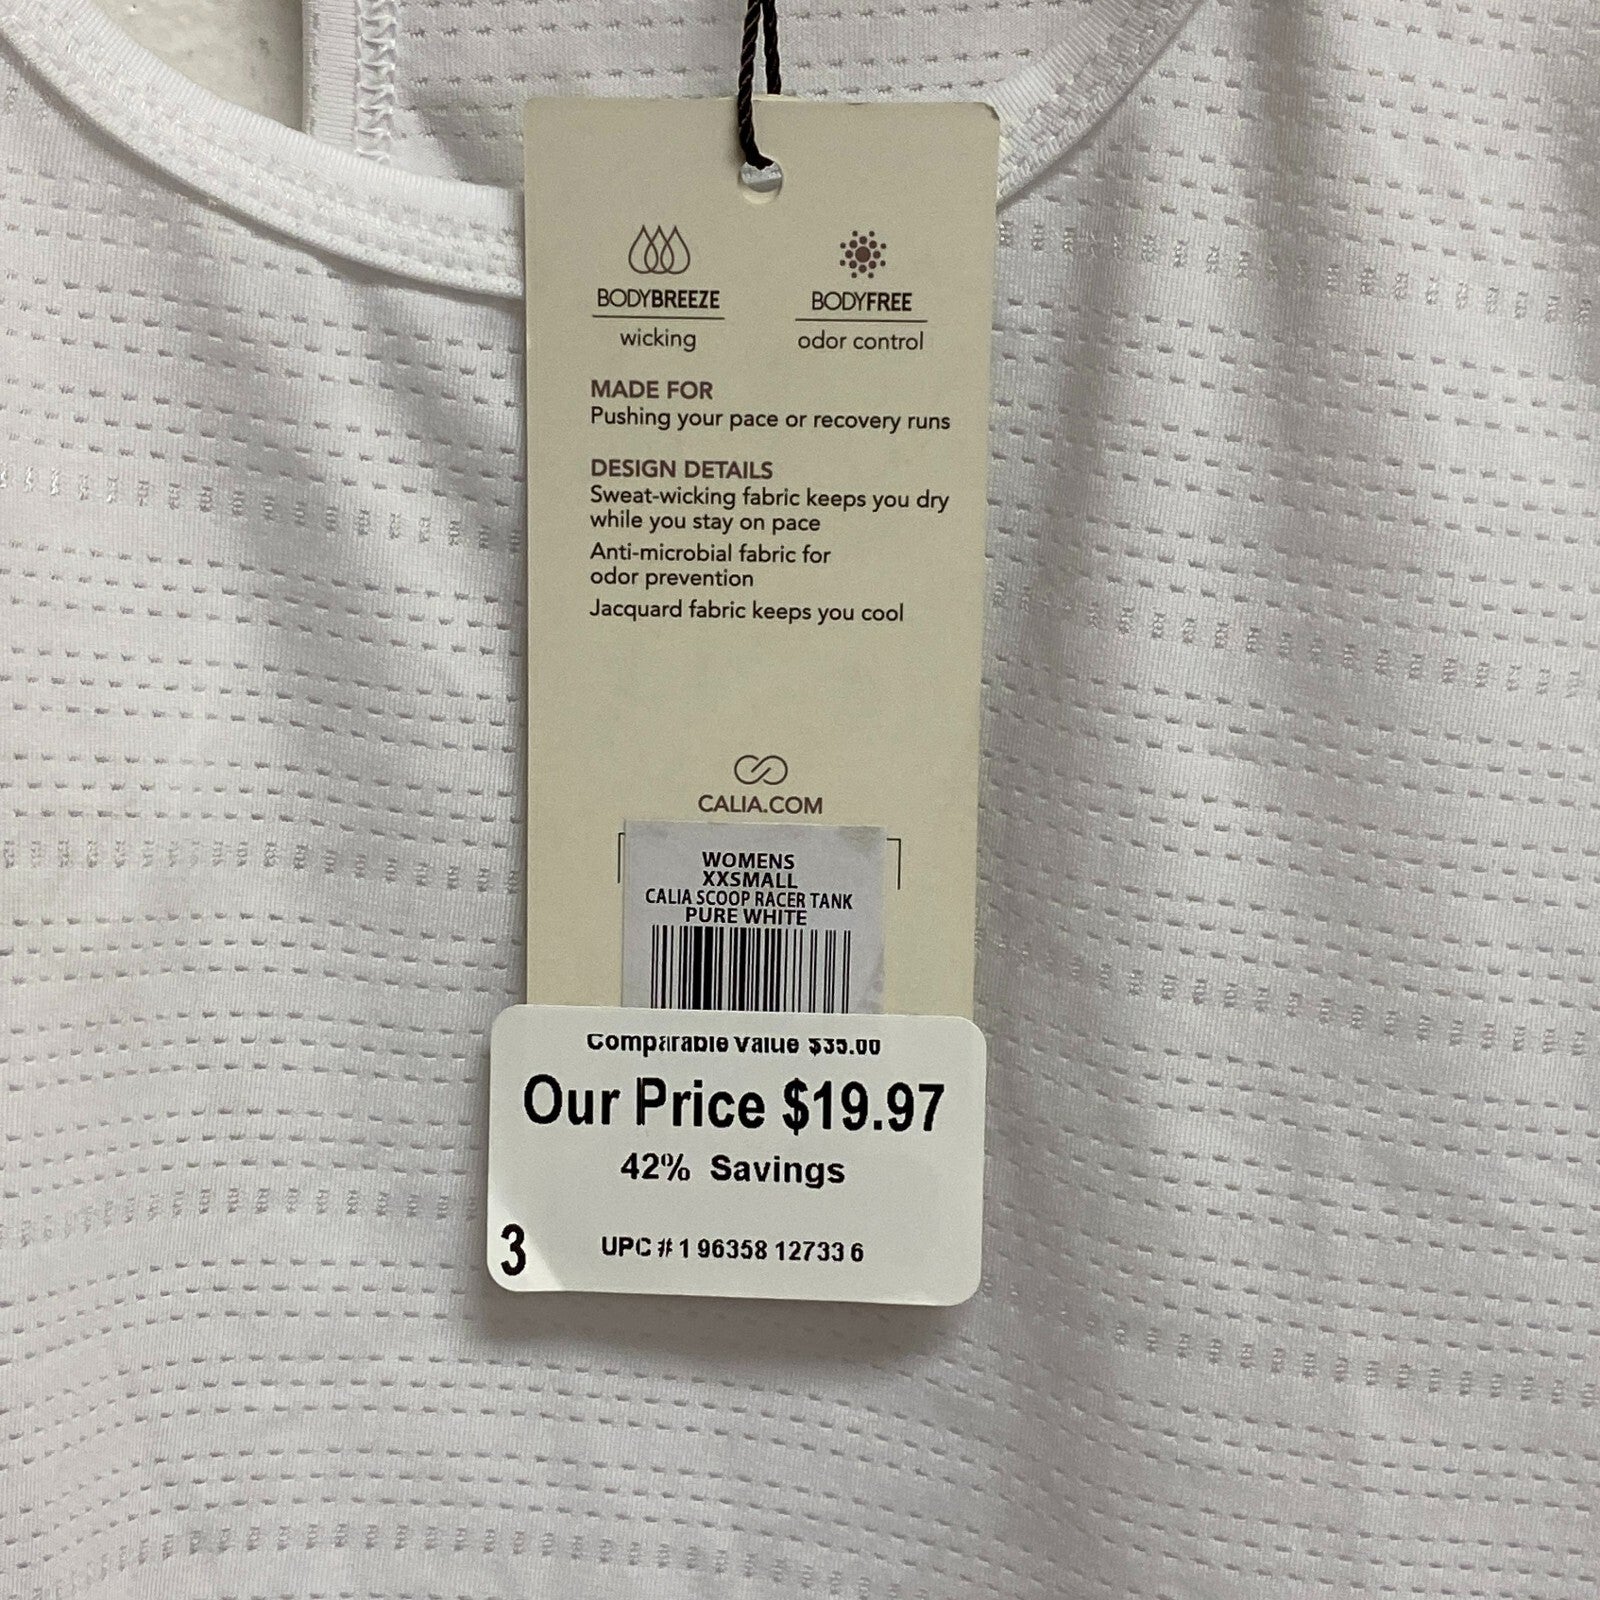 BODYBREEZE
wicking
BODYFREE
odor control
MADE FOR
Pushing your pace or recovery runs
DESIGN DETAILS
Sweat-wicking fabric keeps you dry
while you stay on pace
Anti-microbial fabric for
odor prevention
Jacquard fabric keeps you cool
CALIA.COM
WOMENS
XXSMALL
CALIA SCOOP RACER TANK
PURE WHITE
Comparable Value $35.00
Our Price $19.97
42% Savings
3
UPC # 1 96358 12733 6